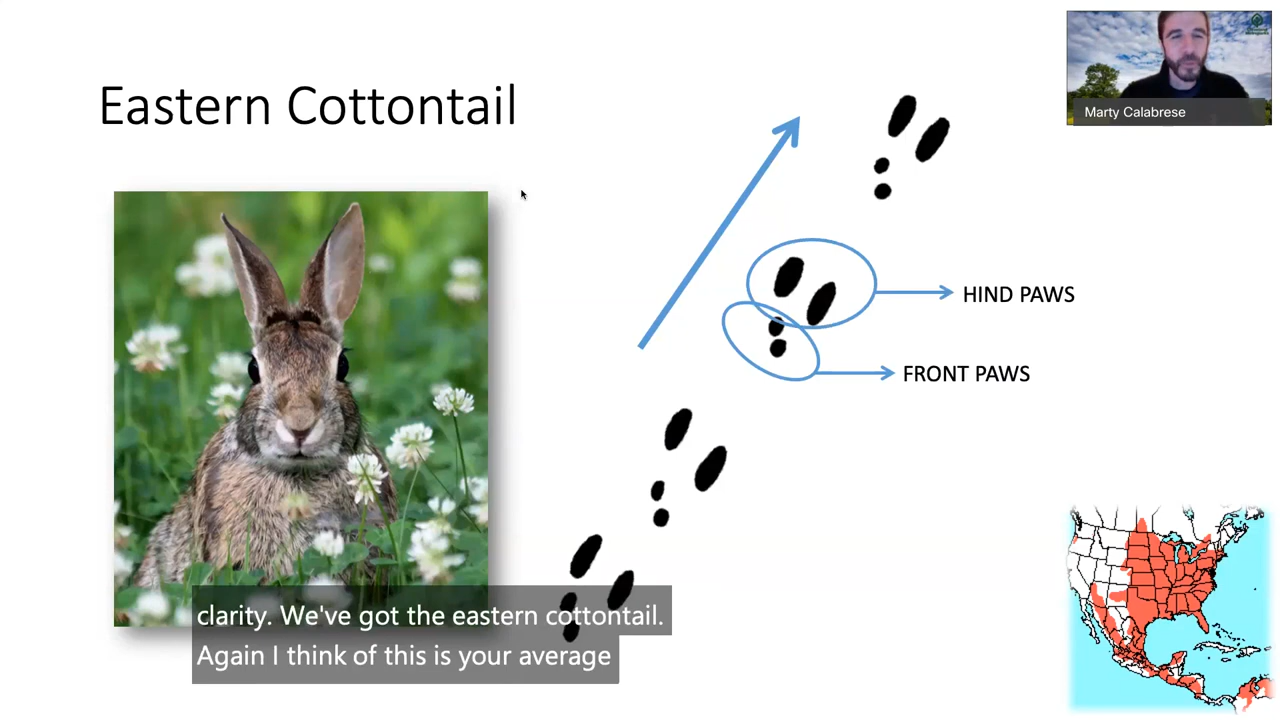 Eastern Cottontail
Marty Calabrese
HIND PAWS
FRONT PAWS
clarity. We've got the eastern cottontail.
Again I think of this is your average